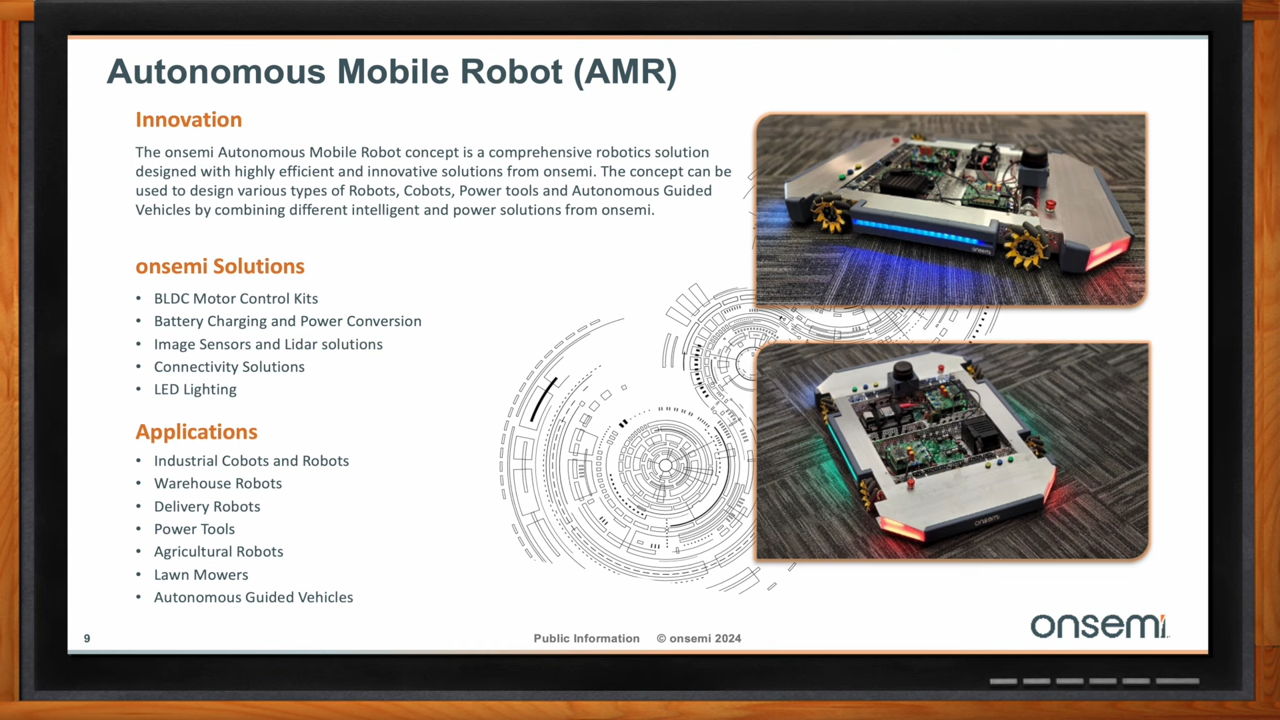 Autonomous Mobile Robot (AMR)
Innovation
The onsemi Autonomous Mobile Robot concept is a comprehensive robotics solution
designed with highly efficient and innovative solutions from onsemi. The concept can be
used to design various types of Robots, Cobots, Power tools and Autonomous Guided
Vehicles by combining different intelligent and power solutions from onsemi.
onsemi Solutions
• BLDC Motor Control Kits
• Battery Charging and Power Conversion
• Image Sensors and Lidar solutions
• Connectivity Solutions
• LED Lighting
Applications
• Industrial Cobots and Robots
• Warehouse Robots
• Delivery Robots
• Power Tools
• Agricultural Robots
• Lawn Mowers
• Autonomous Guided Vehicles
onsemi
onsemi
onsemi
9
Public Information © onsemi 2024